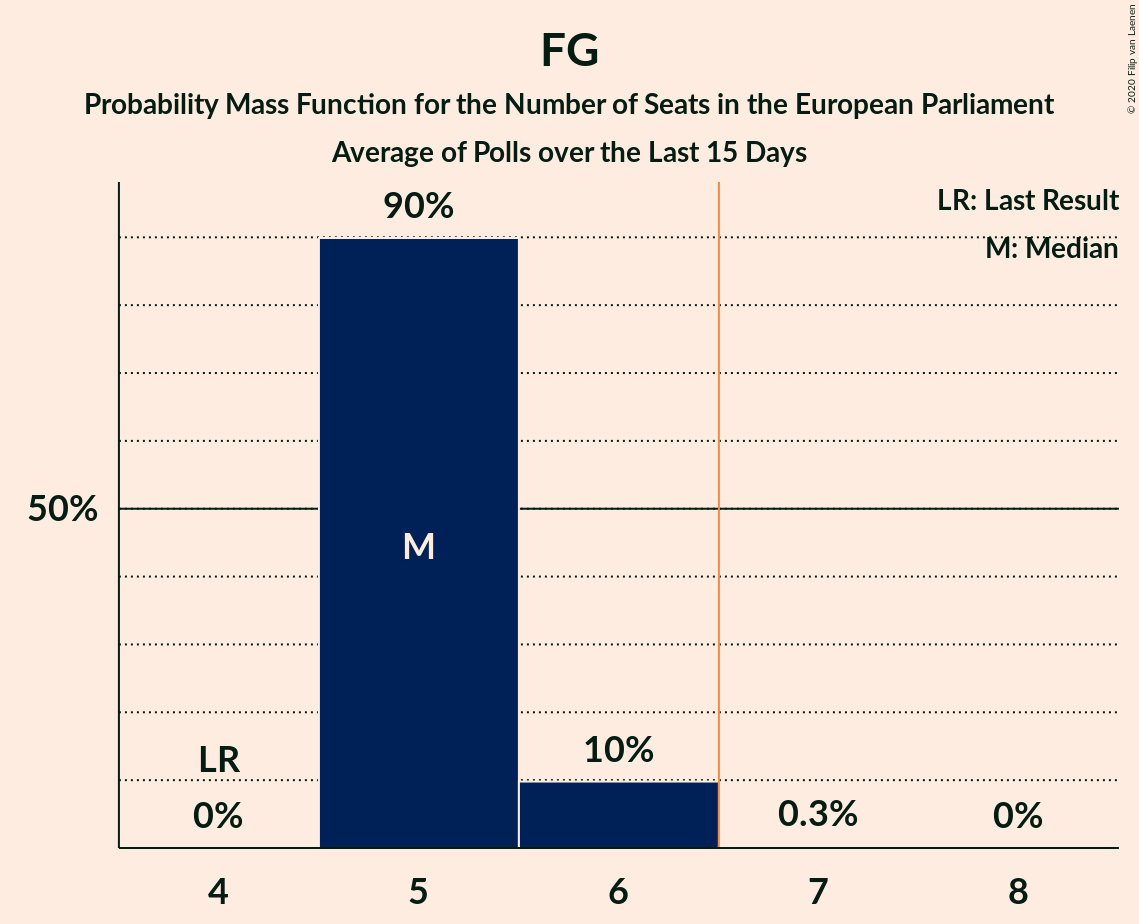 FG
Probability Mass Function for the Number of Seats in the European Parliament
Average of Polls over the Last 15 Days
© 2020 Filip van Laenen
LR: Last Result
M: Median
90%
50%
M
LR
0%
10%
0.3%
0%
4 5 6 7 8